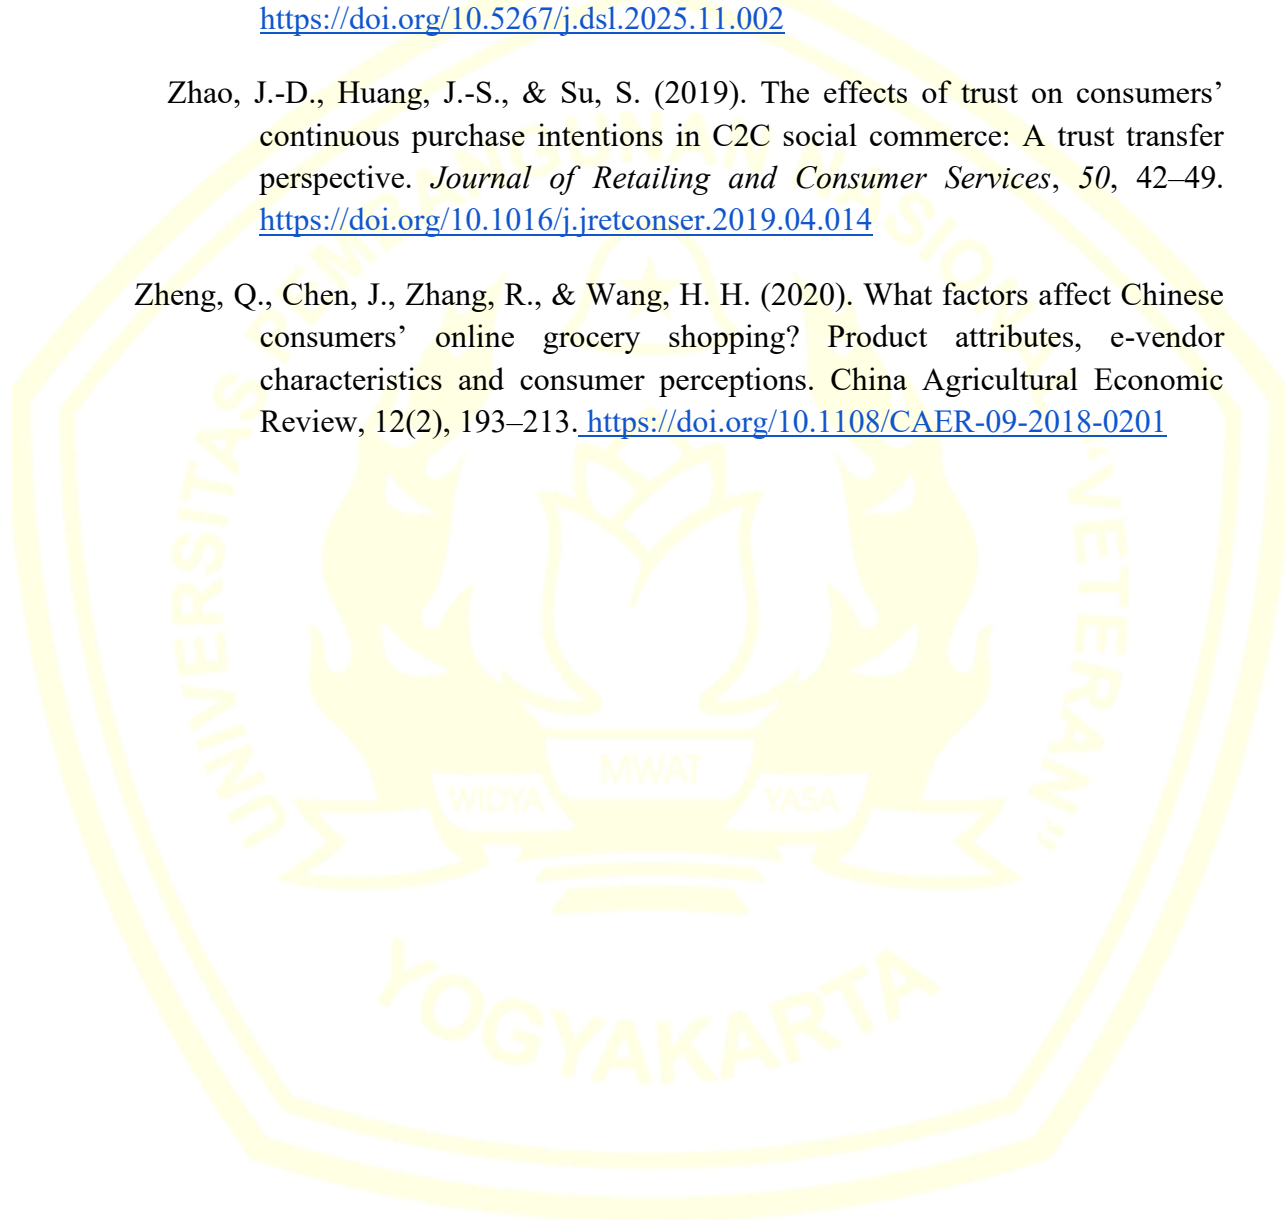 https://doi.org/10.5267/j.dsl.2025.11.002
Zhao, J.-D., Huang, J.-S., & Su, S. (2019). The effects of trust on consumers’
continuous purchase intentions in C2C social commerce: A trust transfer
perspective. Journal of Retailing and Consumer Services, 50, 42–49.
https://doi.org/10.1016/j.jretconser.2019.04.014
Zheng, Q., Chen, J., Zhang, R., & Wang, H. H. (2020). What factors affect Chinese
consumers’ online grocery shopping? Product attributes, e-vendor
characteristics and consumer perceptions. China Agricultural Economic
Review, 12(2), 193–213. https://doi.org/10.1108/CAER-09-2018-0201
UNIVERSITAS PEMBANGUNAN NASIONAL “VETERAN”
WIDYA MWAT YASA
YOGYAKARTA